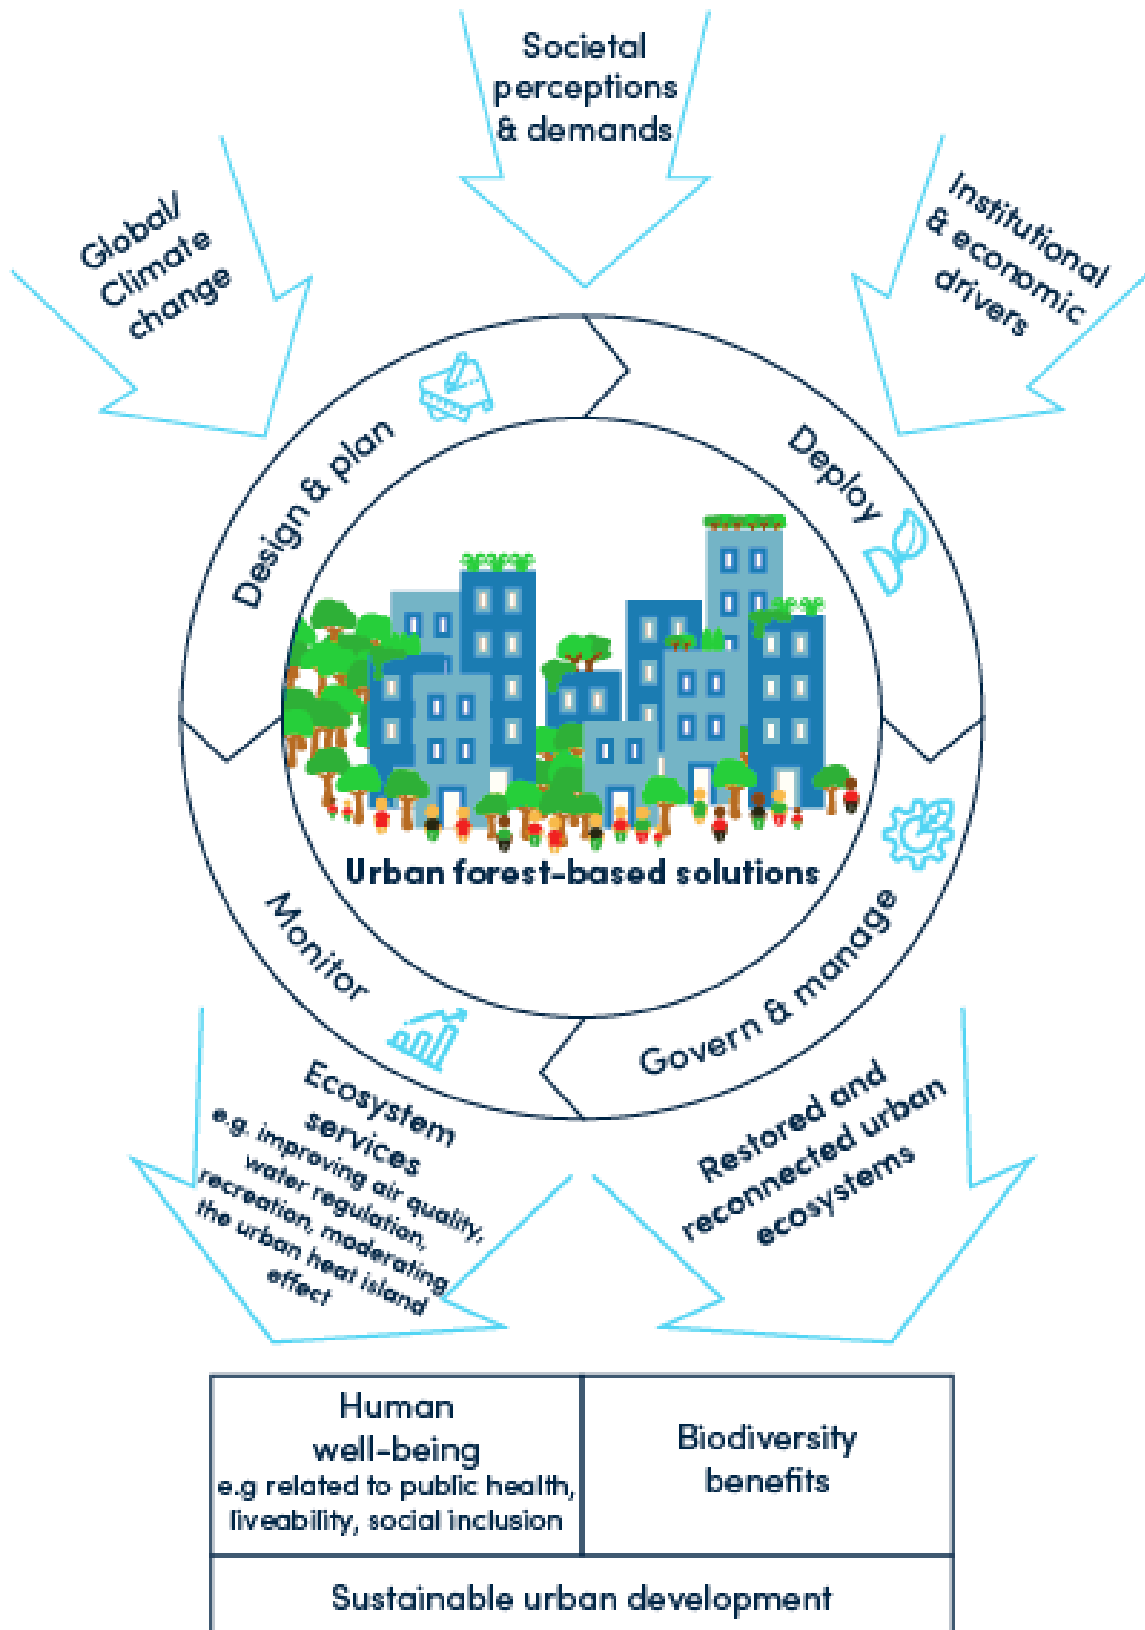 Societal
perceptions
& demands
Global/
Climate
change
Institutional
& economic
drivers
Design & plan
Deploy
Urban forest-based solutions
Monitor
Govern & manage
Ecosystem
services
e.g. improving air quality,
water regulation,
recreation, moderating
the urban heat island
effect
Restored and
reconnected urban
ecosystems
Human
well-being
e.g related to public health,
liveability, social inclusion
Biodiversity
benefits
Sustainable urban development